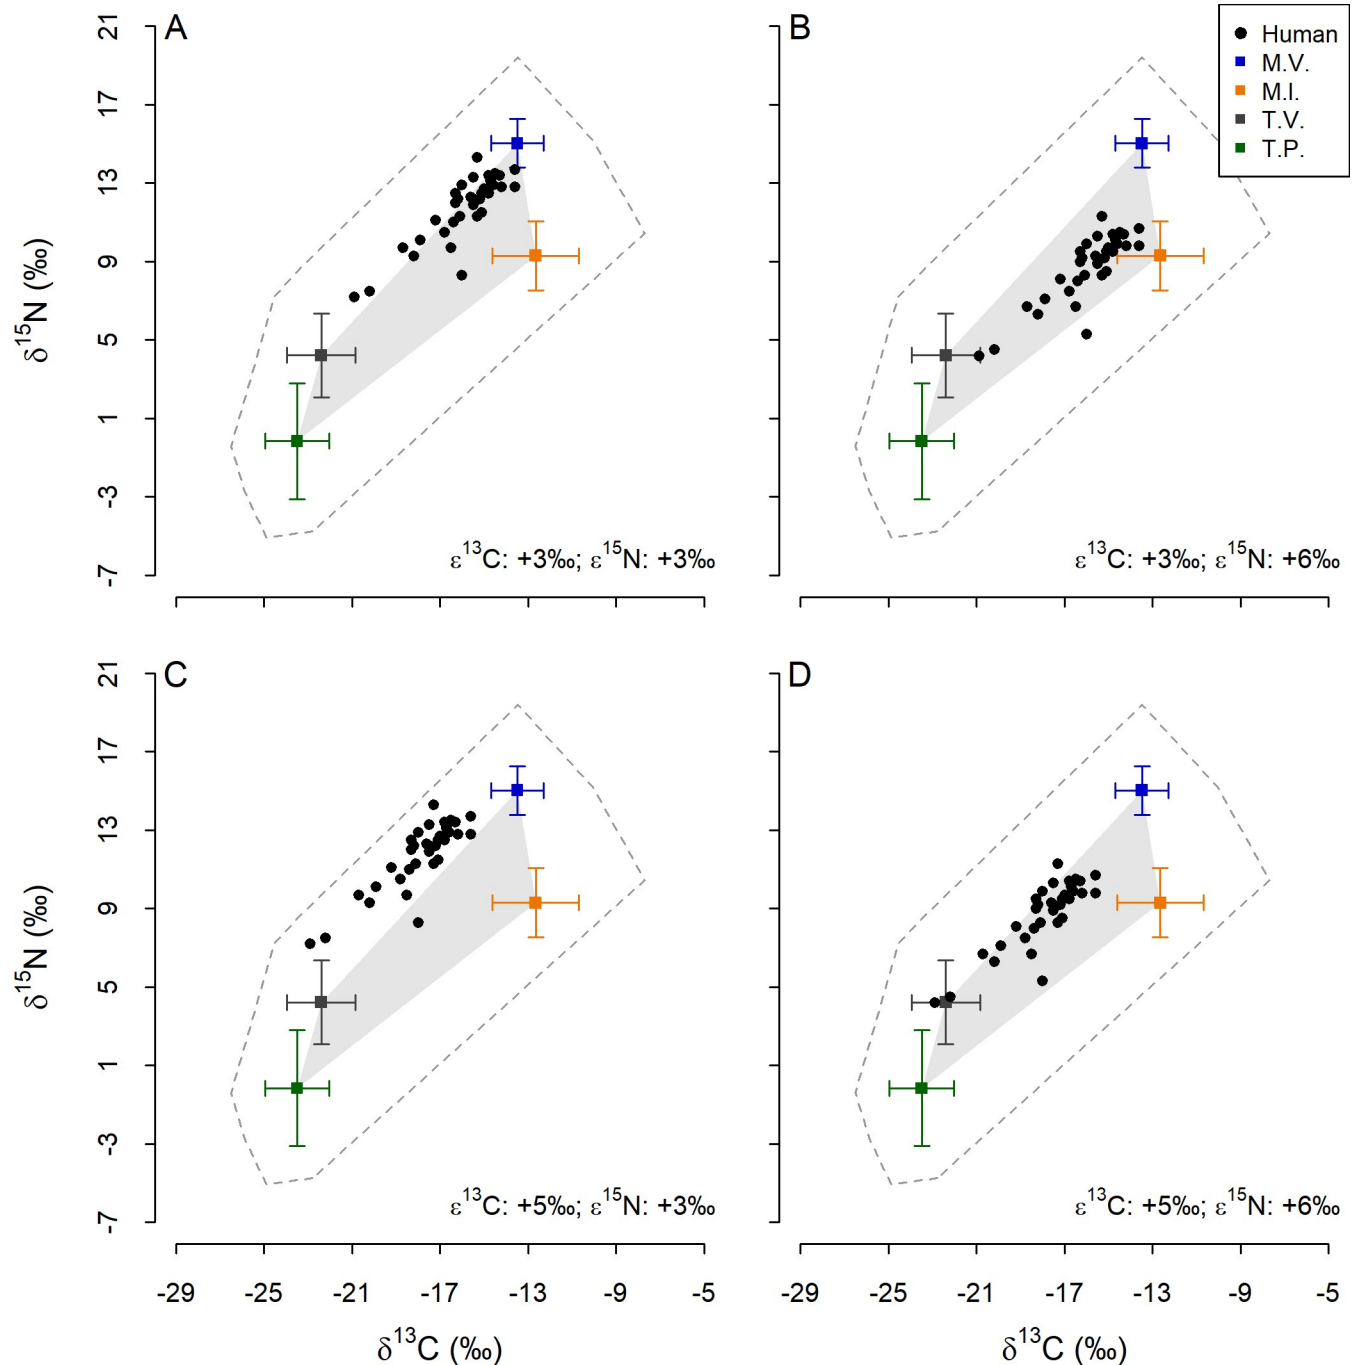 A
21
17
13
9
5
1
-3
-7
δ¹⁵N (‰)
ε¹³C: +3‰; ε¹⁵N: +3‰
B
Human
M.V.
M.I.
T.V.
T.P.
ε¹³C: +3‰; ε¹⁵N: +6‰
C
21
17
13
9
5
1
-3
-7
δ¹⁵N (‰)
ε¹³C: +5‰; ε¹⁵N: +3‰
-29 -25 -21 -17 -13 -9 -5
δ¹³C (‰)
D
ε¹³C: +5‰; ε¹⁵N: +6‰
-29 -25 -21 -17 -13 -9 -5
δ¹³C (‰)